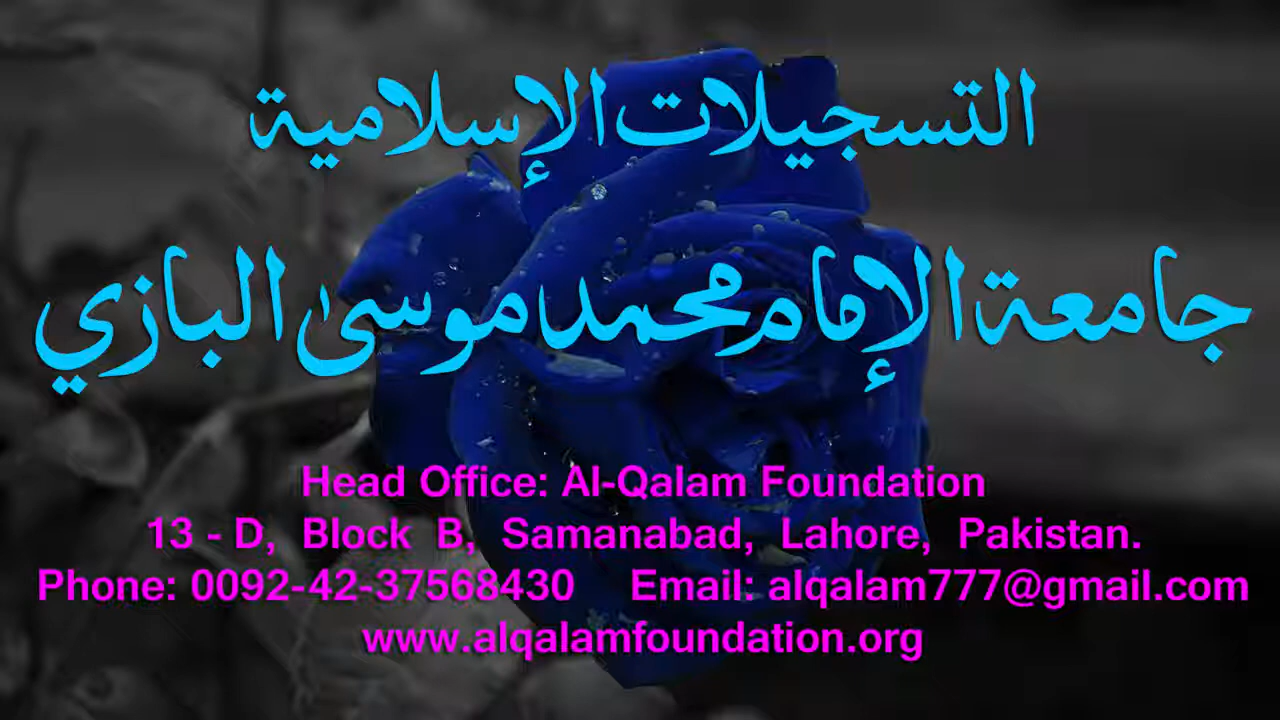 التسجيلات الإسلامية
جامعة الإمام محمد موسىٰ البازي
Head Office: Al-Qalam Foundation
13 - D, Block B, Samanabad, Lahore, Pakistan.
Phone: 0092-42-37568430 Email: alqalam777@gmail.com
www.alqalamfoundation.org